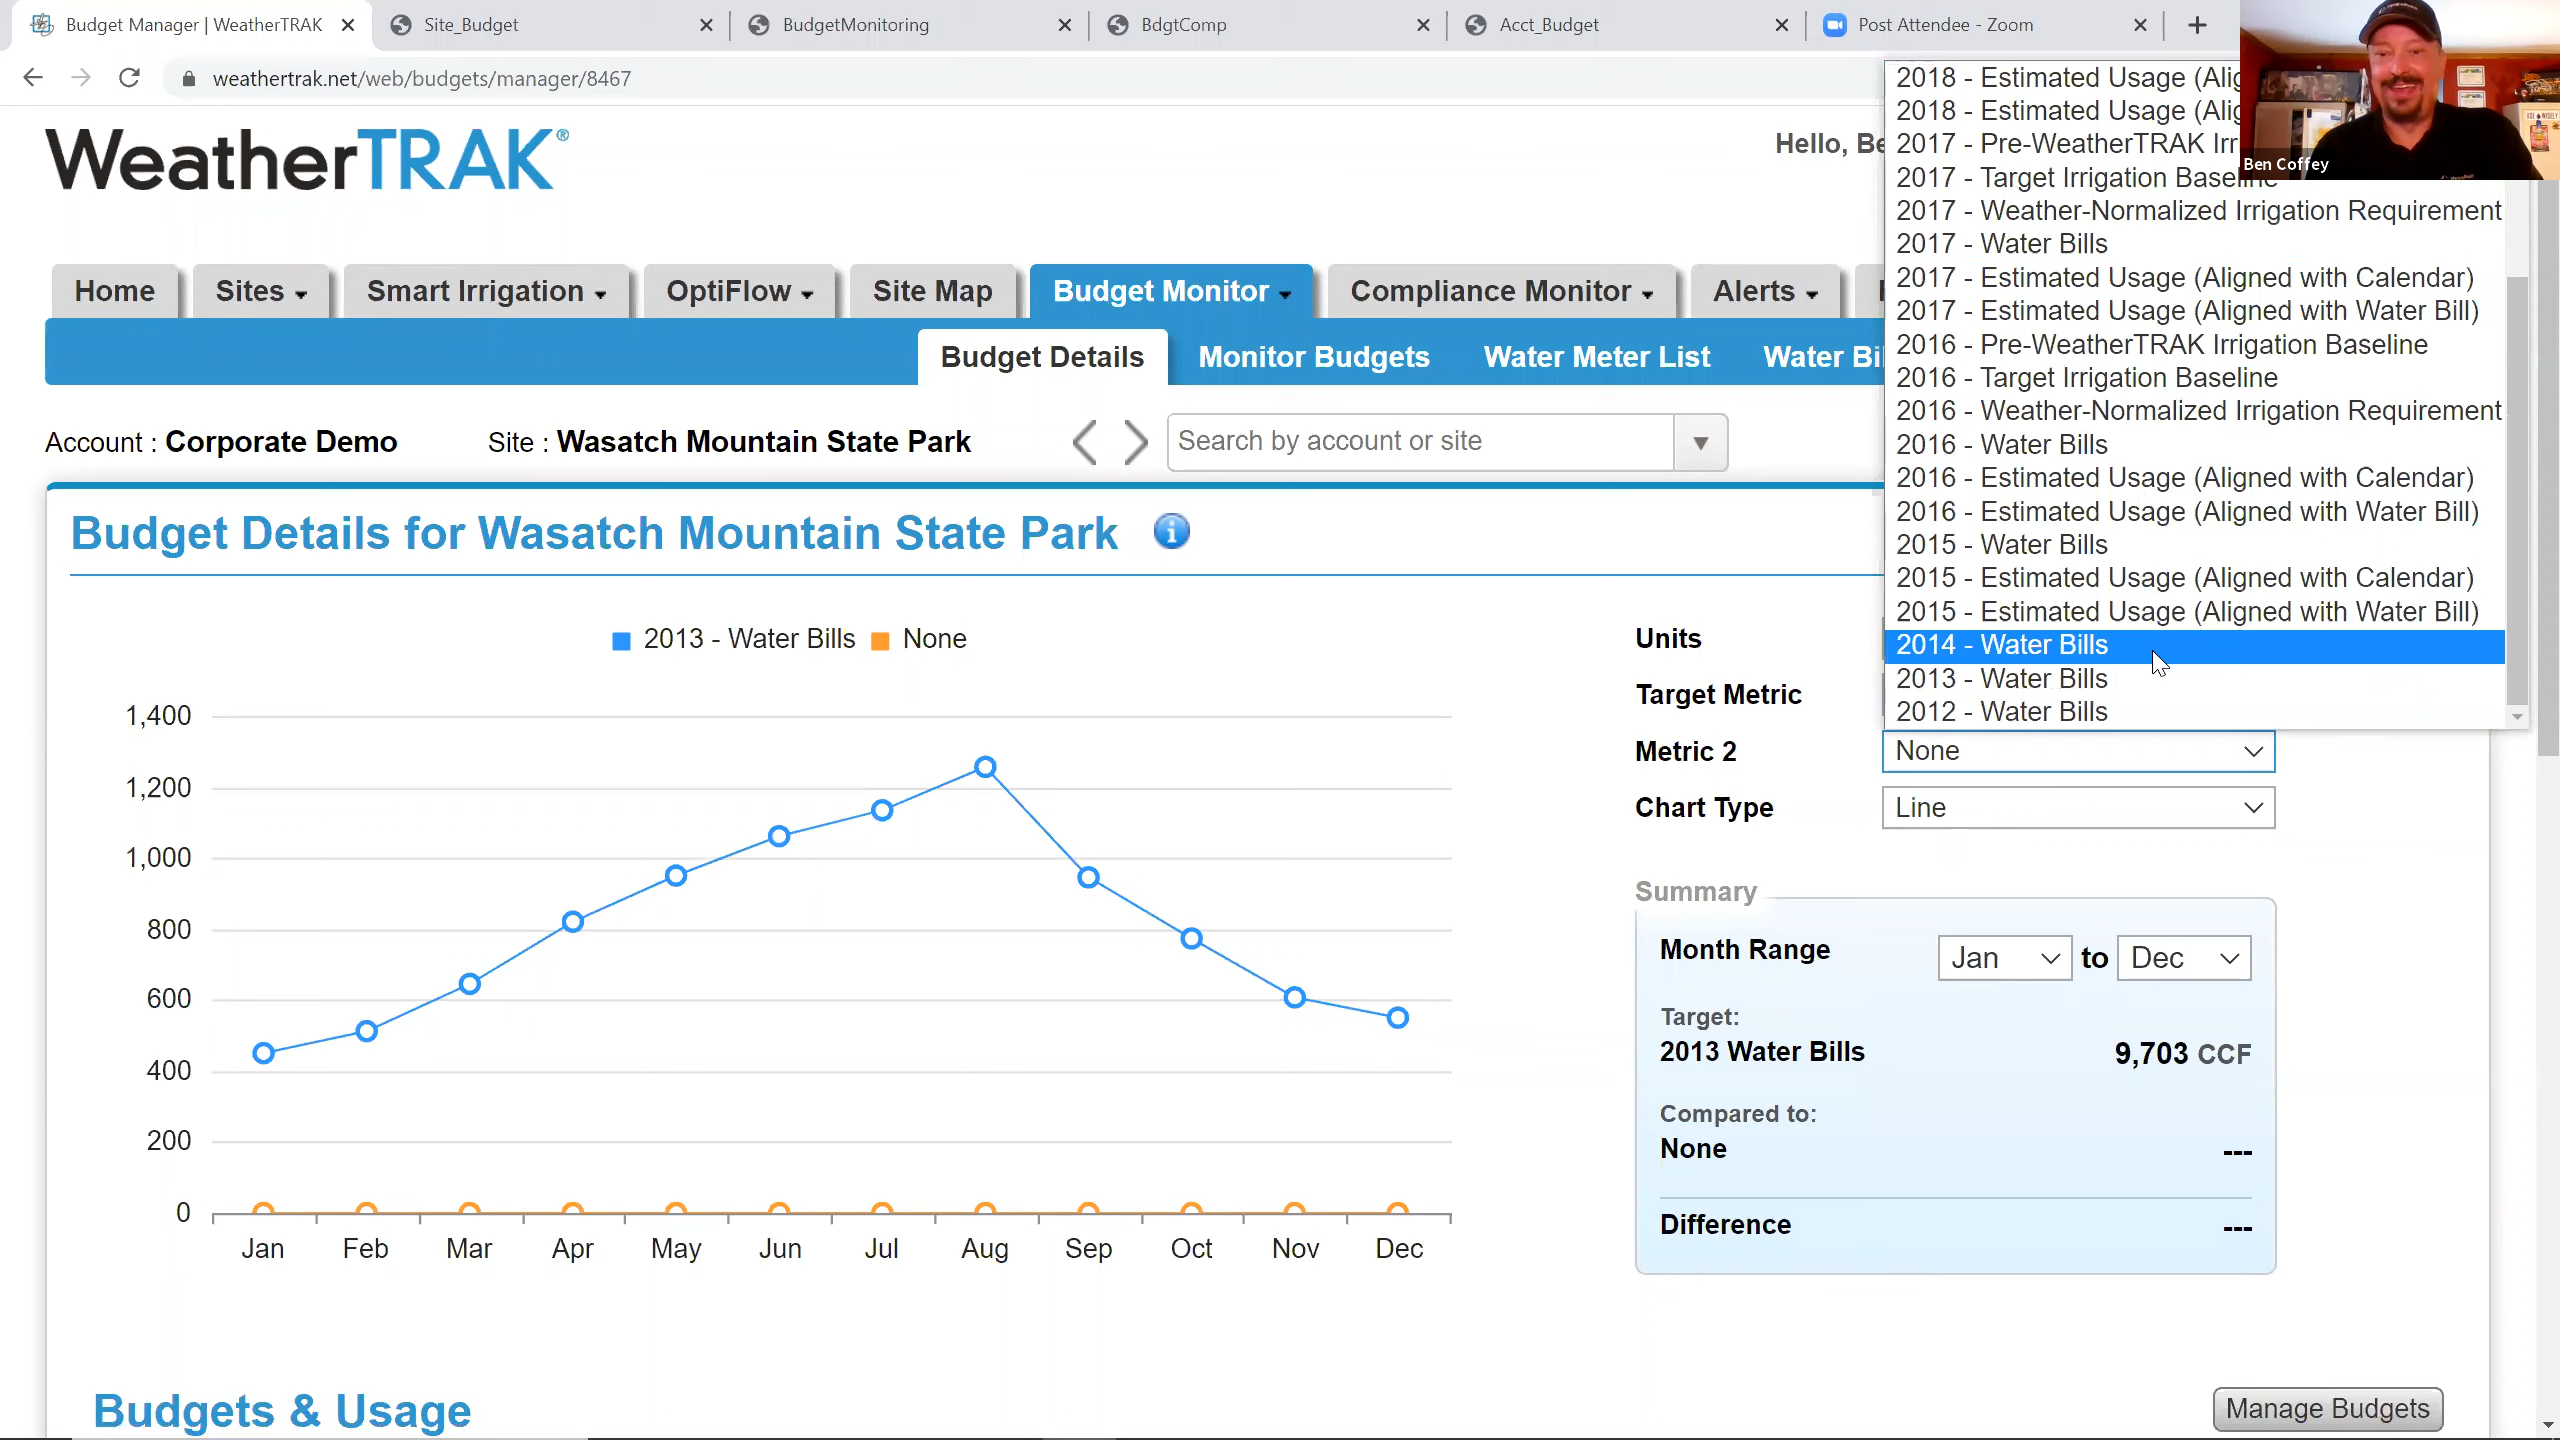 Budget Manager | WeatherTRAK
Site_Budget
BudgetMonitoring
BdgtComp
Acct_Budget
Post Attendee - Zoom
weathertrak.net/web/budgets/manager/8467
Ben Coffey
WeatherTRAK®
Hello, Be
Home
Sites
Smart Irrigation
OptiFlow
Site Map
Budget Monitor
Compliance Monitor
Alerts
Budget Details
Monitor Budgets
Water Meter List
Water Bil
Account : Corporate Demo
Site : Wasatch Mountain State Park
Search by account or site
Budget Details for Wasatch Mountain State Park
2018 - Estimated Usage (Alig
2018 - Estimated Usage (Alig
2017 - Pre-WeatherTRAK Irr
2017 - Target Irrigation Baseline
2017 - Weather-Normalized Irrigation Requirement
2017 - Water Bills
2017 - Estimated Usage (Aligned with Calendar)
2017 - Estimated Usage (Aligned with Water Bill)
2016 - Pre-WeatherTRAK Irrigation Baseline
2016 - Target Irrigation Baseline
2016 - Weather-Normalized Irrigation Requirement
2016 - Water Bills
2016 - Estimated Usage (Aligned with Calendar)
2016 - Estimated Usage (Aligned with Water Bill)
2015 - Water Bills
2015 - Estimated Usage (Aligned with Calendar)
2015 - Estimated Usage (Aligned with Water Bill)
2014 - Water Bills
2013 - Water Bills
2012 - Water Bills
2013 - Water Bills
None
1,400
1,200
1,000
800
600
400
200
0
Jan Feb Mar Apr May Jun Jul Aug Sep Oct Nov Dec
Units
Target Metric
Metric 2
None
Chart Type
Line
Summary
Month Range
Jan to Dec
Target:
2013 Water Bills
9,703 CCF
Compared to:
None
---
Difference
---
Budgets & Usage
Manage Budgets